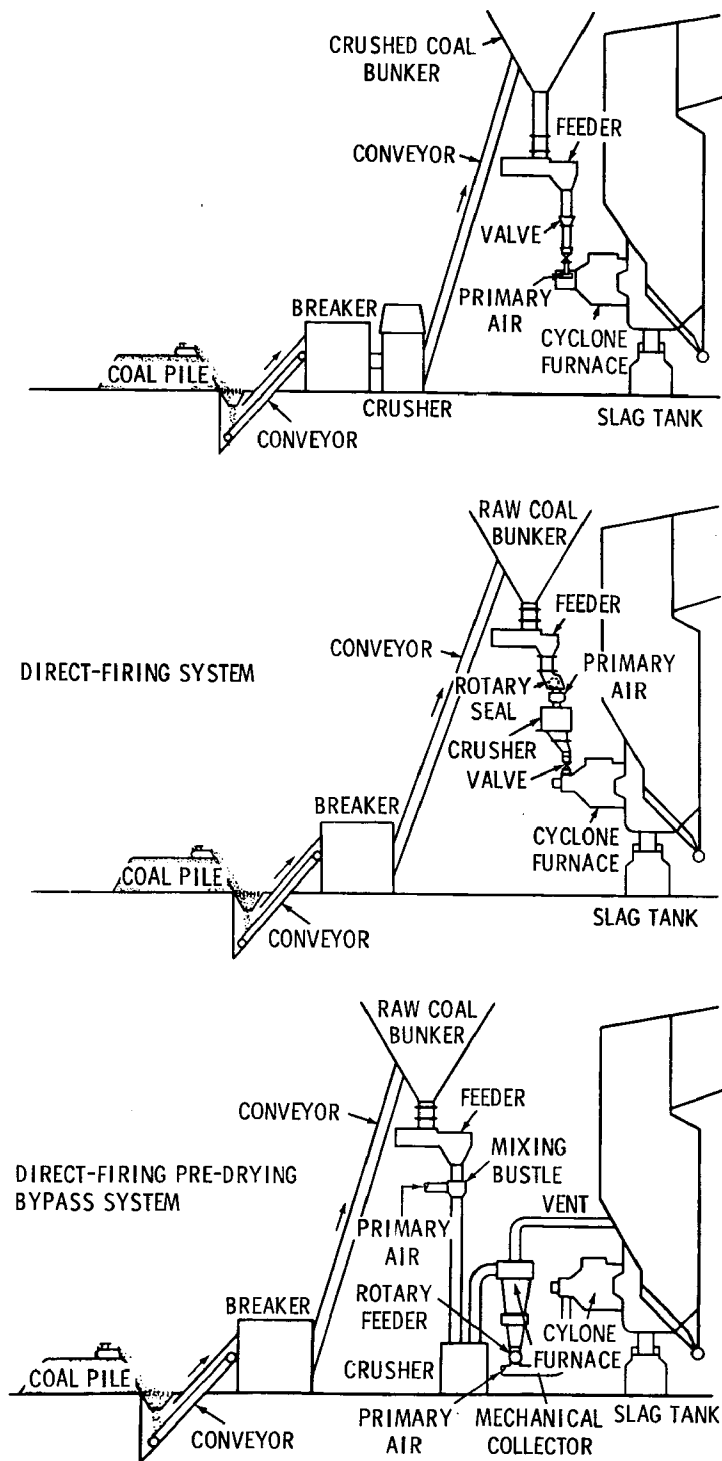 CRUSHED COAL
BUNKER
FEEDER
CONVEYOR
VALVE
BREAKER
PRIMARY
AIR
CYCLONE
FURNACE
COAL PILE
CRUSHER
CONVEYOR
SLAG TANK
RAW COAL
BUNKER
FEEDER
CONVEYOR
DIRECT-FIRING SYSTEM
PRIMARY
AIR
ROTARY
SEAL
CRUSHER
VALVE
BREAKER
CYCLONE
FURNACE
COAL PILE
CONVEYOR
SLAG TANK
RAW COAL
BUNKER
FEEDER
CONVEYOR
MIXING
BUSTLE
DIRECT-FIRING PRE-DRYING
BYPASS SYSTEM
VENT
PRIMARY
AIR
ROTARY
FEEDER
BREAKER
CYLONE
FURNACE
COAL PILE
CRUSHER
CONVEYOR
PRIMARY
AIR
MECHANICAL
COLLECTOR
SLAG TANK